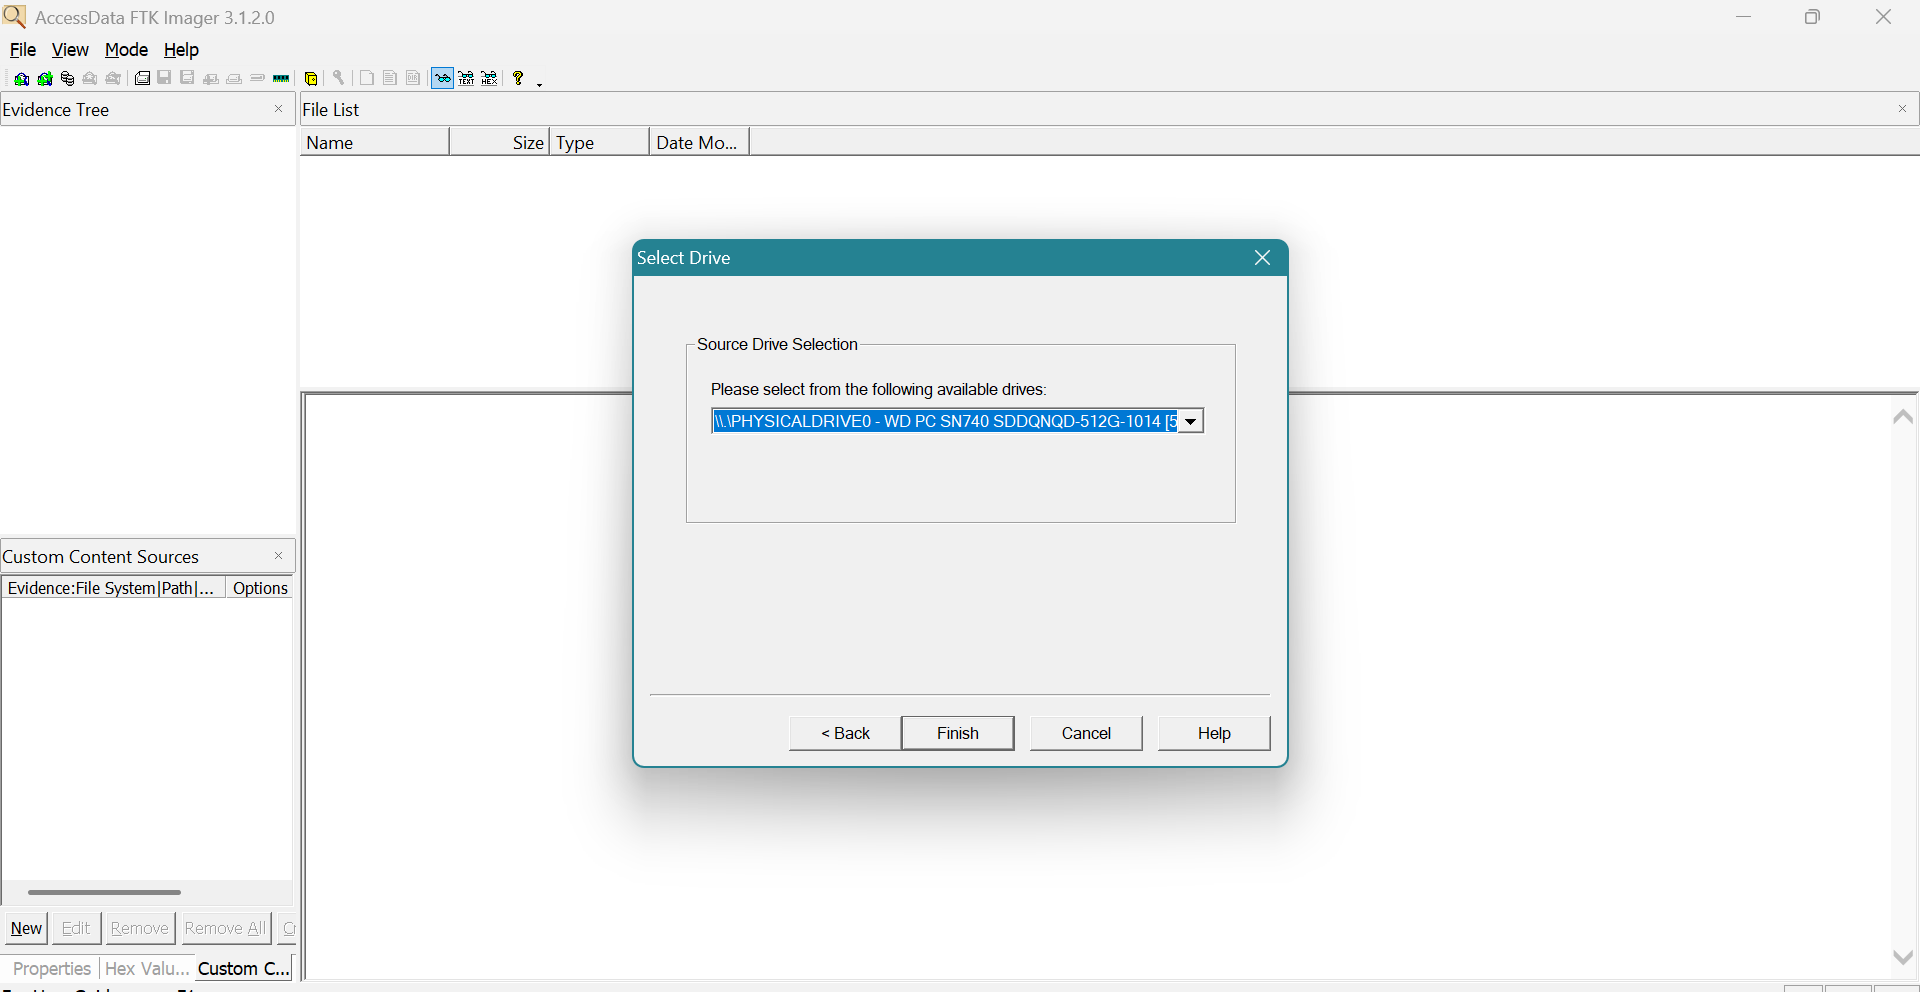 AccessData FTK Imager 3.1.2.0
File View Mode Help
TEXT HEX ?
Evidence Tree
File List
Name Size Type Date Mo...
Select Drive
Source Drive Selection
Please select from the following available drives:
\\.\PHYSICALDRIVE0 - WD PC SN740 SDDQNQD-512G-1014 [5
< Back Finish Cancel Help
Custom Content Sources
Evidence:File System|Path|... Options
New Edit Remove Remove All Cr
Properties Hex Valu... Custom C...